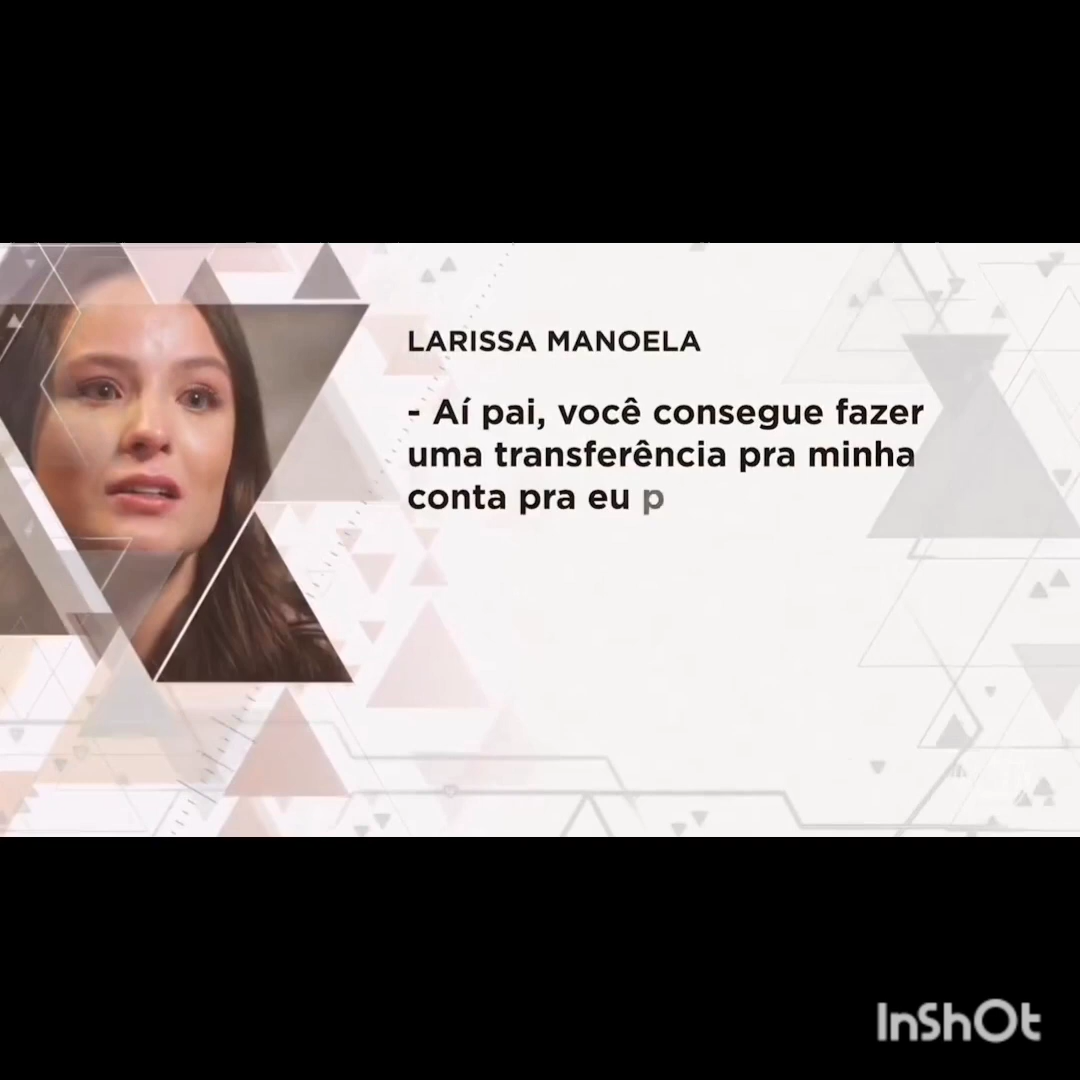 LARISSA MANOELA
- Aí pai, você consegue fazer
uma transferência pra minha
conta pra eu p
InShOt